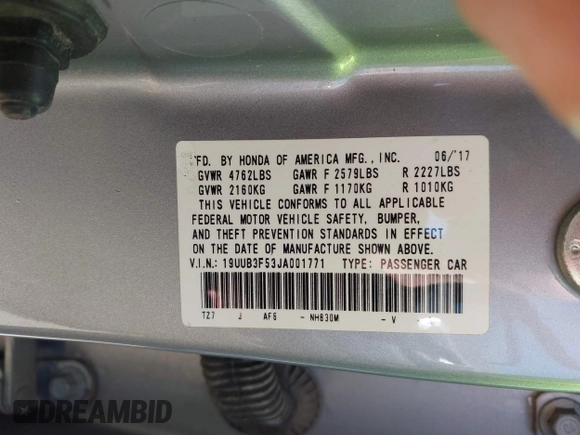 MFD. BY HONDA OF AMERICA MFG., INC. 06/'17
GVWR 4762LBS GAWR F 2579LBS R 2227LBS
GVWR 2160KG GAWR F 1170KG R 1010KG
THIS VEHICLE CONFORMS TO ALL APPLICABLE
FEDERAL MOTOR VEHICLE SAFETY, BUMPER,
AND THEFT PREVENTION STANDARDS IN EFFECT
ON THE DATE OF MANUFACTURE SHOWN ABOVE.
V.I.N.: 19UUB3F53JA001771 TYPE: PASSENGER CAR
TZ7 J AF6 - NH830M - V
DREAMBID